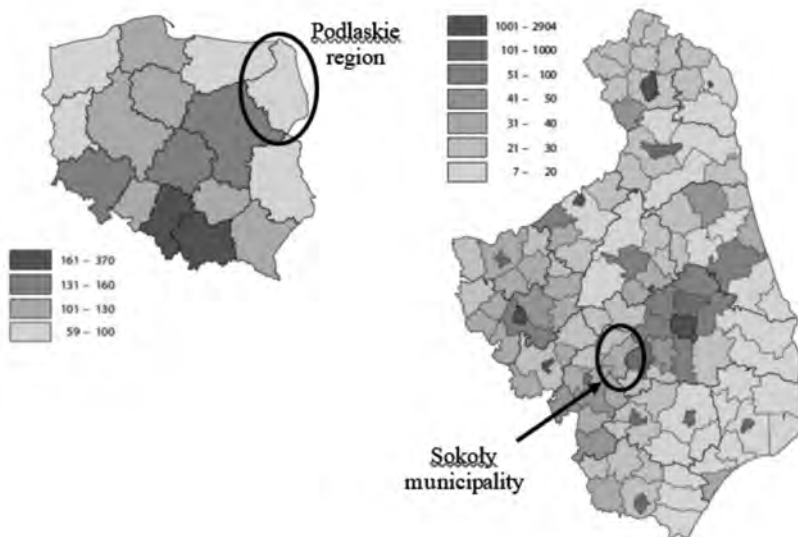 Podlaskie
region
161 – 370
131 – 160
101 – 130
59 – 100
1001 – 2904
101 – 1000
51 – 100
41 – 50
31 – 40
21 – 30
7 – 20
Sokoły
municipality